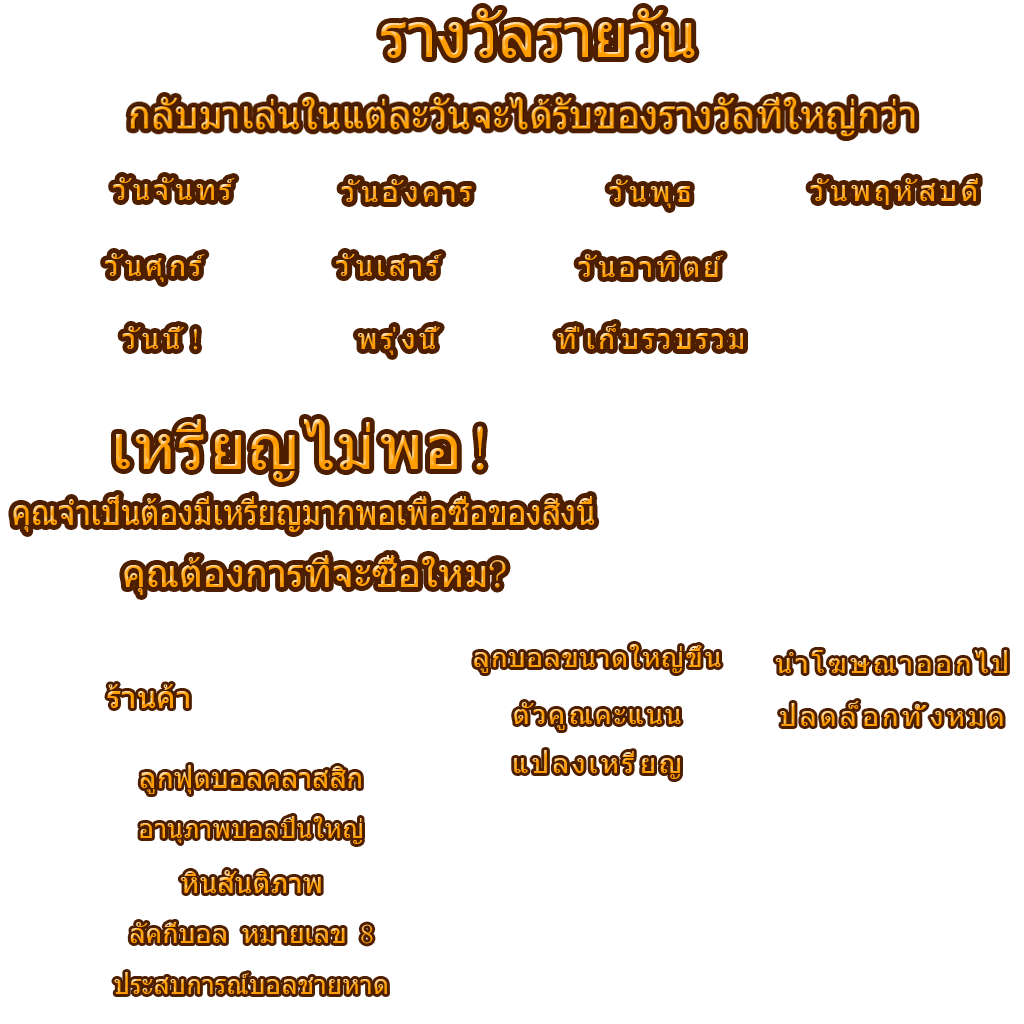 รางวัลรายวัน
กลับมาเล่นในแต่ละวันจะได้รับของรางวัลที่ใหญ่กว่า
วันจันทร์ วันอังคาร วันพุธ วันพฤหัสบดี
วันศุกร์ วันเสาร์ วันอาทิตย์
วันนี้! พรุ่งนี้ ที่เก็บรวบรวม
เหรียญไม่พอ!
คุณจำเป็นต้องมีเหรียญมากพอเพื่อซื้อของสิ่งนี้
คุณต้องการที่จะซื้อใหม?
ร้านค้า
ลูกฟุตบอลคลาสสิก
อานุภาพบอลปืนใหญ่
หินสันติภาพ
ลัคกี้บอล หมายเลข 8
ประสบการณ์บอลชายหาด
ลูกบอลขนาดใหญ่ขึ้น
ตัวคูณคะแนน
แปลงเหรียญ
นำโฆษณาออกไป
ปลดล็อกทั้งหมด